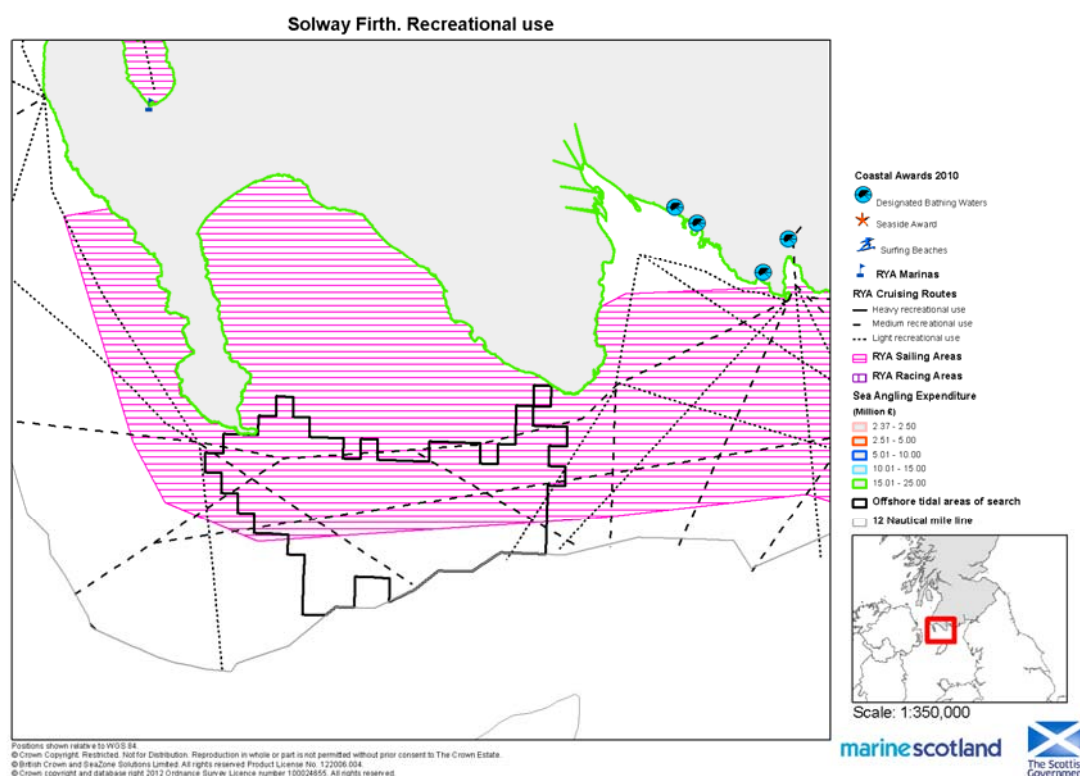 Solway Firth. Recreational use
Coastal Awards 2010
Designated Bathing Waters
Seaside Award
Surfing Beaches
RYA Marinas
RYA Cruising Routes
Heavy recreational use
Medium recreational use
Light recreational use
RYA Sailing Areas
RYA Racing Areas
Sea Angling Expenditure
(Million £)
2.37 - 2.50
2.51 - 5.00
5.01 - 10.00
10.01 - 15.00
15.01 - 25.00
Offshore tidal areas of search
12 Nautical mile line
Scale: 1:350,000
marinescotland
The Scottis
Governme
Positions shown relative to WGS 84.
© Crown Copyright. Restricted. Not for Distribution. Reproduction in whole or part is not permitted without prior consent to The Crown Estate.
© British Crown and SeaZone Solutions Limited. All rights reserved Product License No. 122006.004.
© Crown copyright and database right 2012 Ordnance Survey Licence number 100024655. All rights reserved.